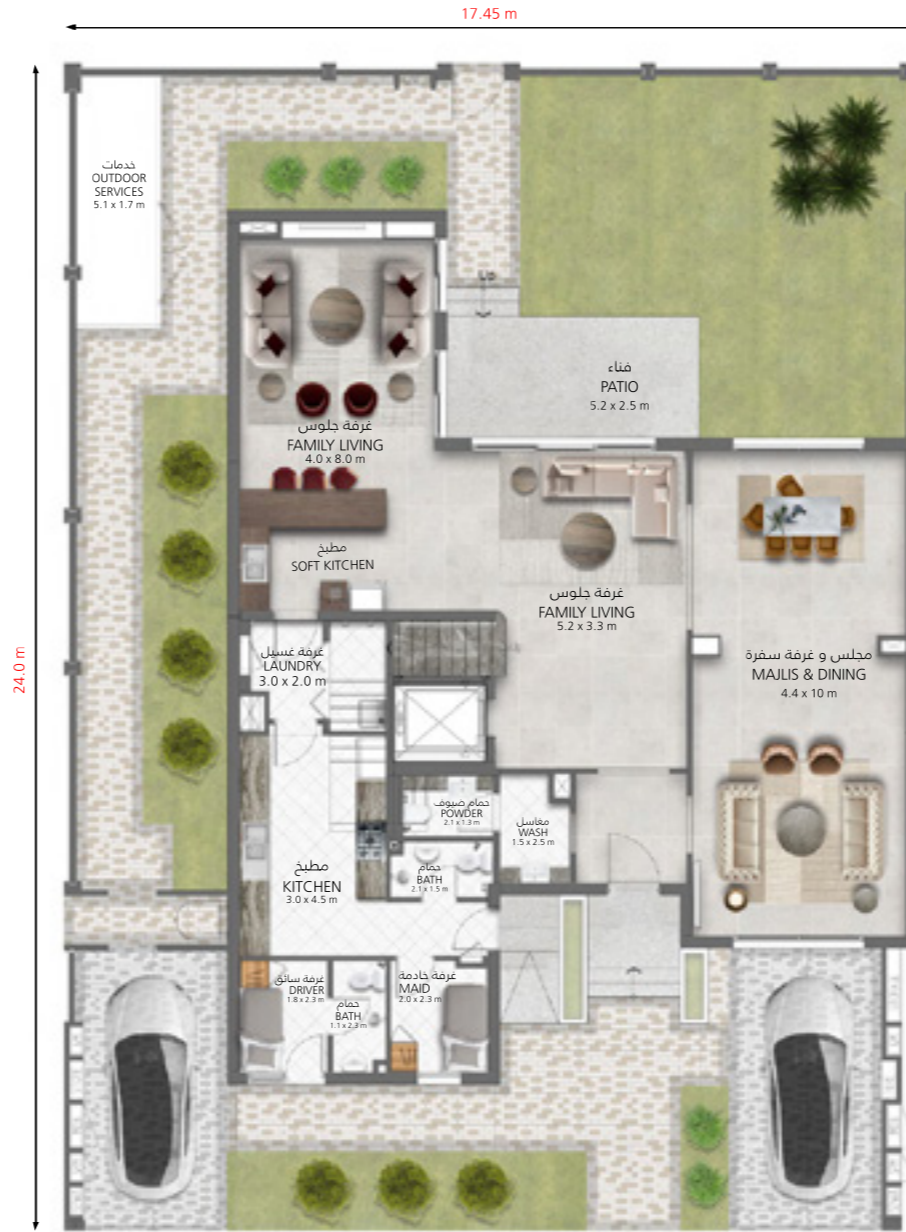 17.45 m
24.0 m
خدمات
OUTDOOR
SERVICES
5.1 x 1.7 m
Up
فناء
PATIO
5.2 x 2.5 m
غرفة جلوس
FAMILY LIVING
4.0 x 8.0 m
مطبخ
SOFT KITCHEN
غرفة جلوس
FAMILY LIVING
5.2 x 3.3 m
مجلس و غرفة سفرة
MAJLIS & DINING
4.4 x 10 m
غرفة غسيل
LAUNDRY
3.0 x 2.0 m
حمام ضيوف
POWDER
2.1 x 1.3 m
مغاسل
WASH
1.5 x 2.5 m
حمام
BATH
2.1 x 1.5 m
مطبخ
KITCHEN
3.0 x 4.5 m
غرفة سائق
DRIVER
1.8 x 2.3 m
حمام
BATH
1.1 x 2.3 m
غرفة خادمة
MAID
2.0 x 2.3 m